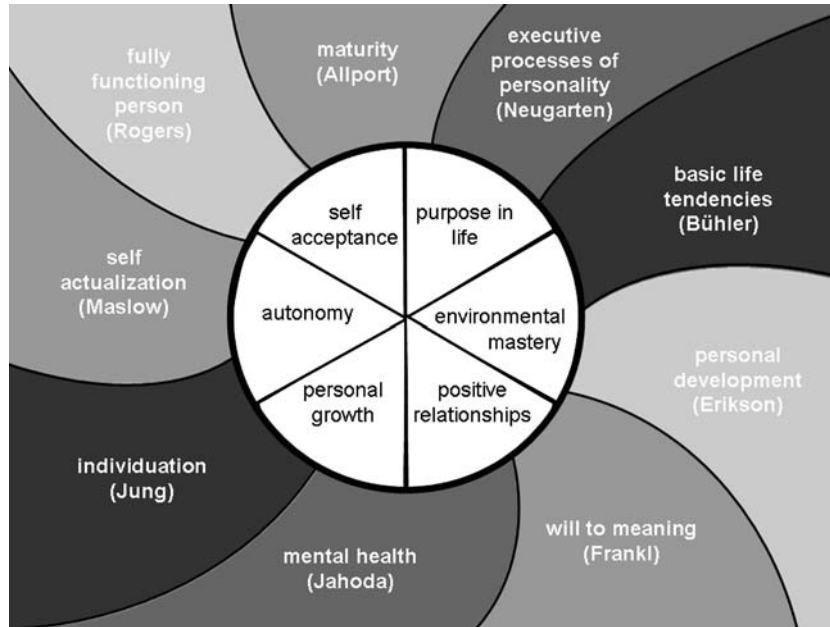 fully
functioning
person
(Rogers)
maturity
(Allport)
executive
processes of
personality
(Neugarten)
basic life
tendencies
(Bühler)
personal
development
(Erikson)
will to meaning
(Frankl)
mental health
(Jahoda)
individuation
(Jung)
self
actualization
(Maslow)
self
acceptance
purpose in
life
environmental
mastery
positive
relationships
personal
growth
autonomy